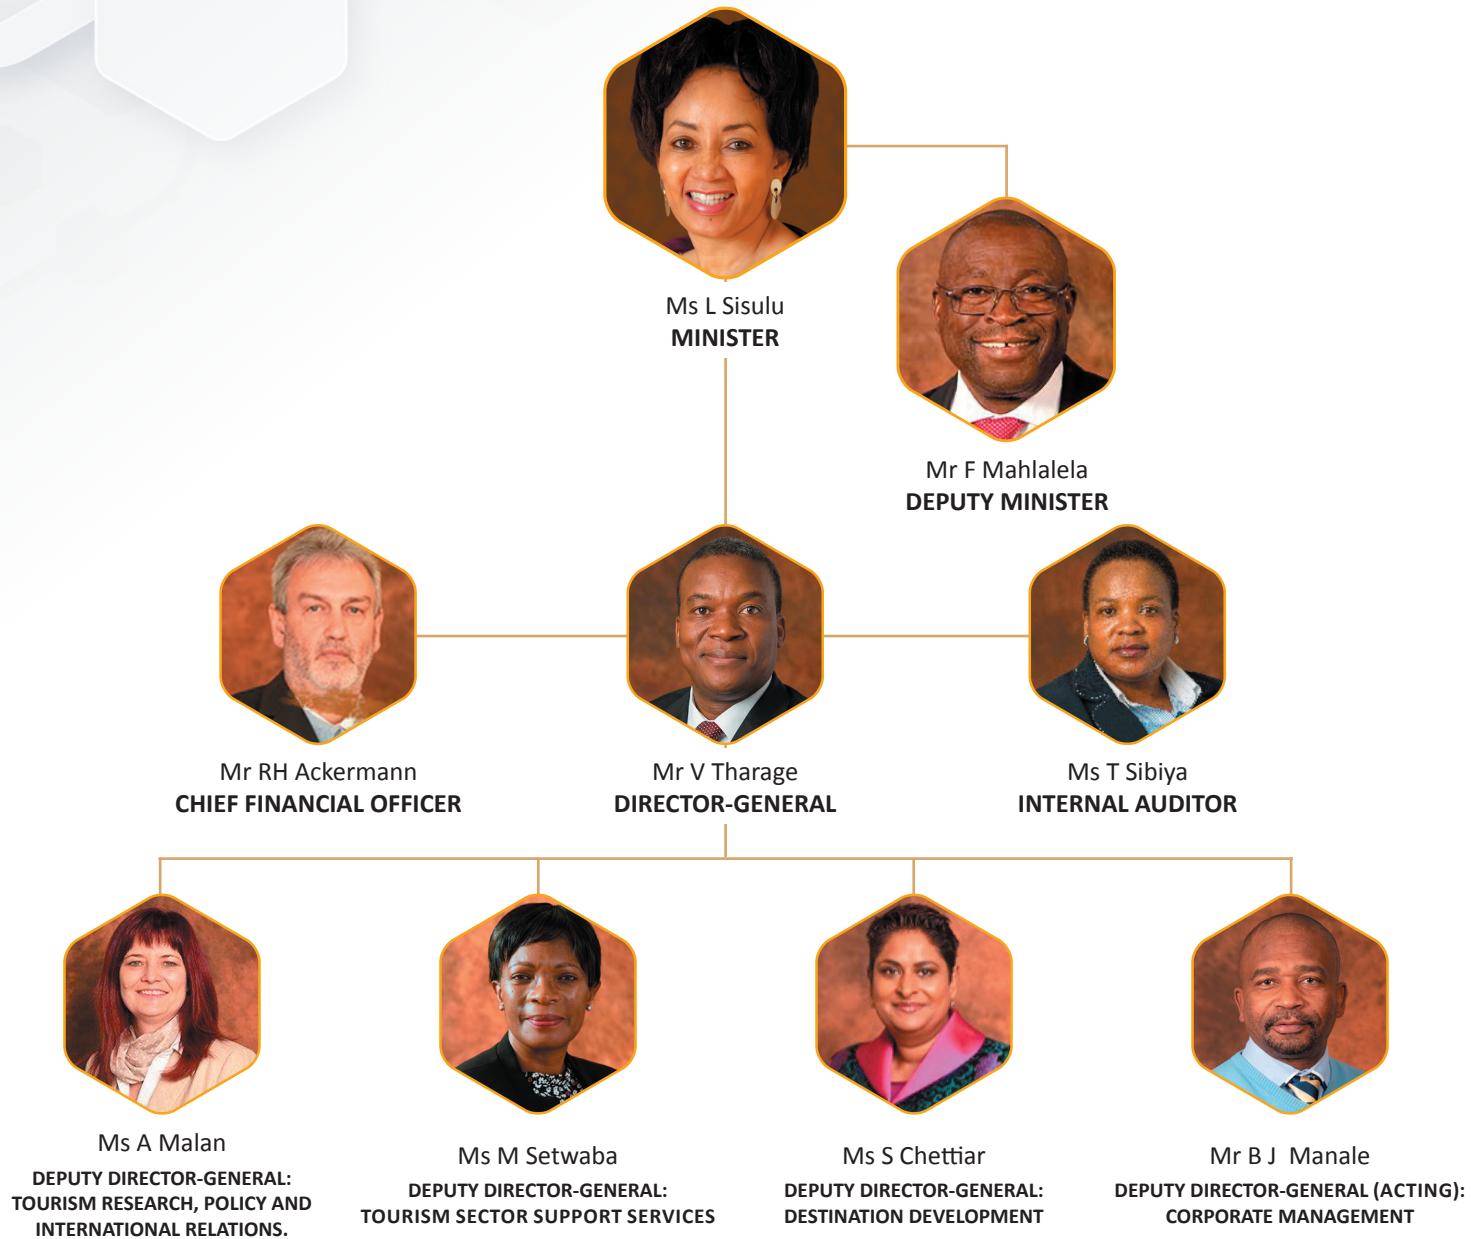 Ms L Sisulu
MINISTER
Mr F Mahlalela
DEPUTY MINISTER
Mr RH Ackermann
CHIEF FINANCIAL OFFICER
Mr V Tharage
DIRECTOR-GENERAL
Ms T Sibiya
INTERNAL AUDITOR
Ms A Malan
DEPUTY DIRECTOR-GENERAL:
TOURISM RESEARCH, POLICY AND
INTERNATIONAL RELATIONS.
Ms M Setwaba
DEPUTY DIRECTOR-GENERAL:
TOURISM SECTOR SUPPORT SERVICES
Ms S Chettiar
DEPUTY DIRECTOR-GENERAL:
DESTINATION DEVELOPMENT
Mr B J Manale
DEPUTY DIRECTOR-GENERAL (ACTING):
CORPORATE MANAGEMENT